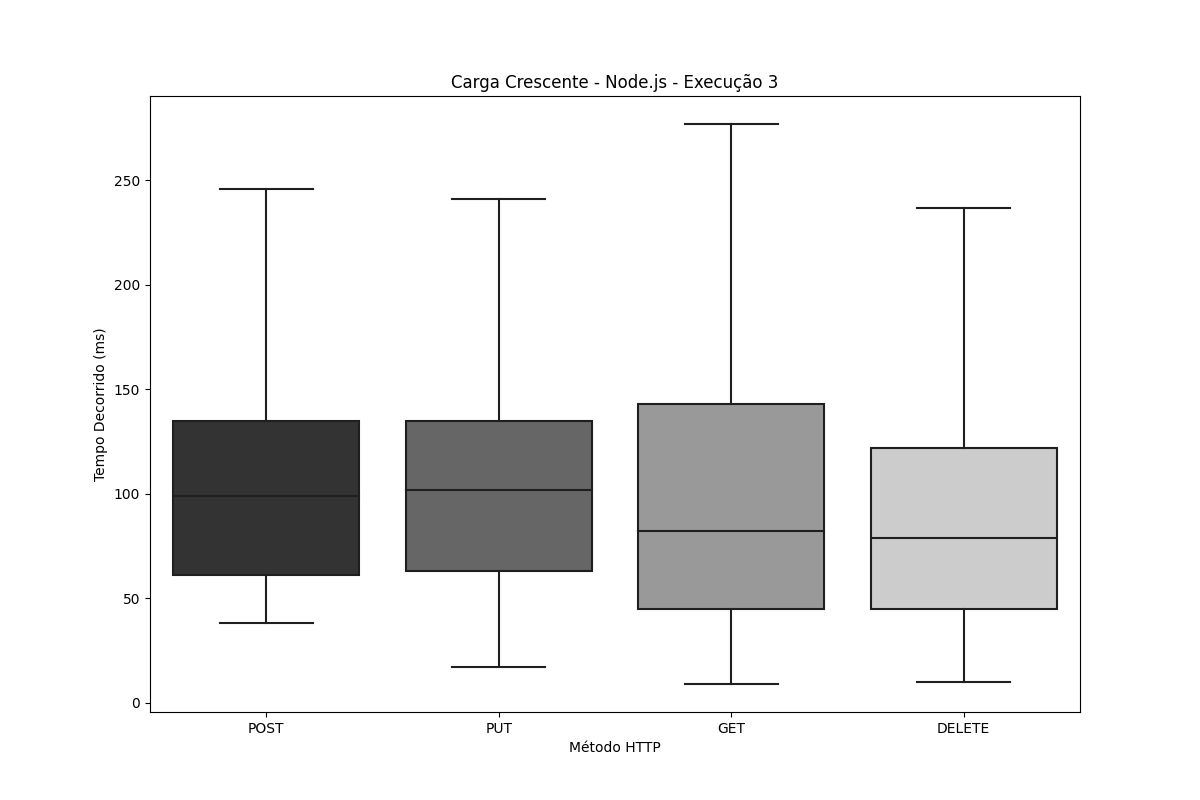 Carga Crescente - Node.js - Execução 3
Tempo Decorrido (ms)
250
200
150
100
50
0
POST PUT GET DELETE
Método HTTP